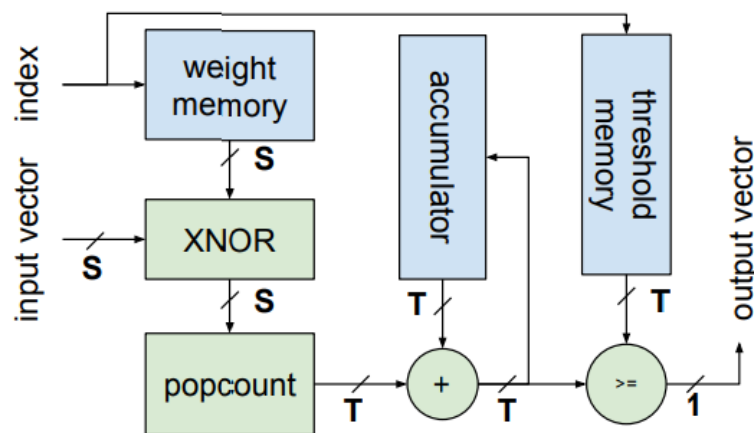 index
weight
memory
S
input vector
S
XNOR
S
popcount
T
accumulator
T
+
T
threshold
memory
T
>=
1
output vector